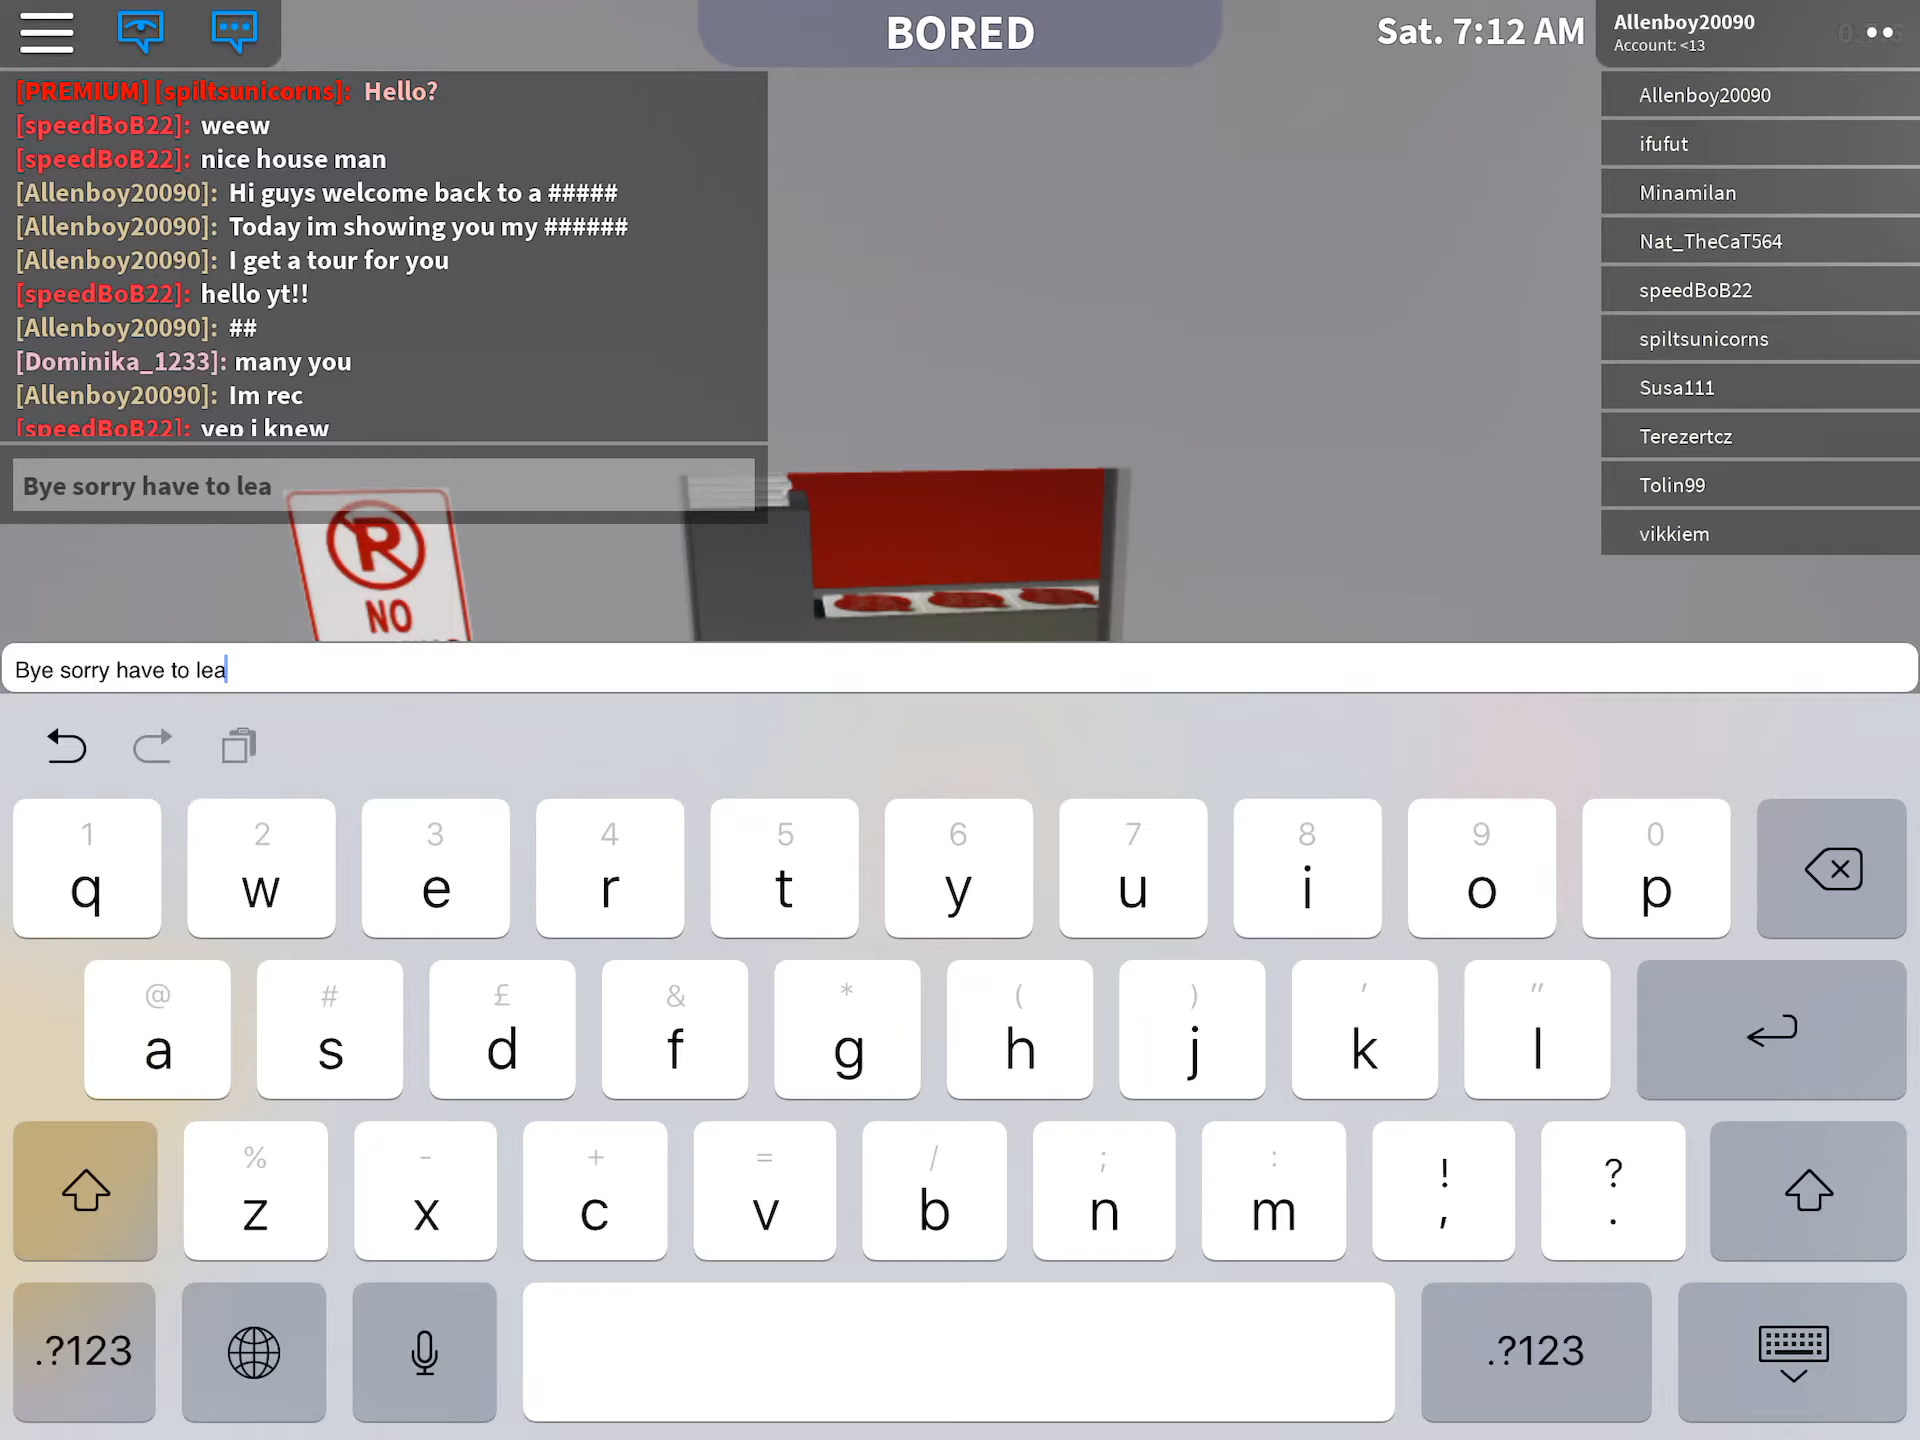 BORED
Sat. 7:12 AM
Allenboy20090
Account: <13
[PREMIUM] [spiltsunicorns]: Hello?
[speedBoB22]: weew
[speedBoB22]: nice house man
[Allenboy20090]: Hi guys welcome back to a #####
[Allenboy20090]: Today im showing you my ######
[Allenboy20090]: I get a tour for you
[speedBoB22]: hello yt!!
[Allenboy20090]: ##
[Dominika_1233]: many you
[Allenboy20090]: Im rec
[speedBoB22]: yep i knew
Bye sorry have to lea
Allenboy20090
ifufut
Minamilan
Nat_TheCaT564
speedBoB22
spiltsunicorns
Susa111
Terezertcz
Tolin99
vikkiem
P
NO
Bye sorry have to lea
1 2 3 4 5 6 7 8 9 0
q w e r t y u i o p
@ # £ & * ( ) ' "
a s d f g h j k l
% - + = / ; : ! ?
z x c v b n m , .
.?123 .?123